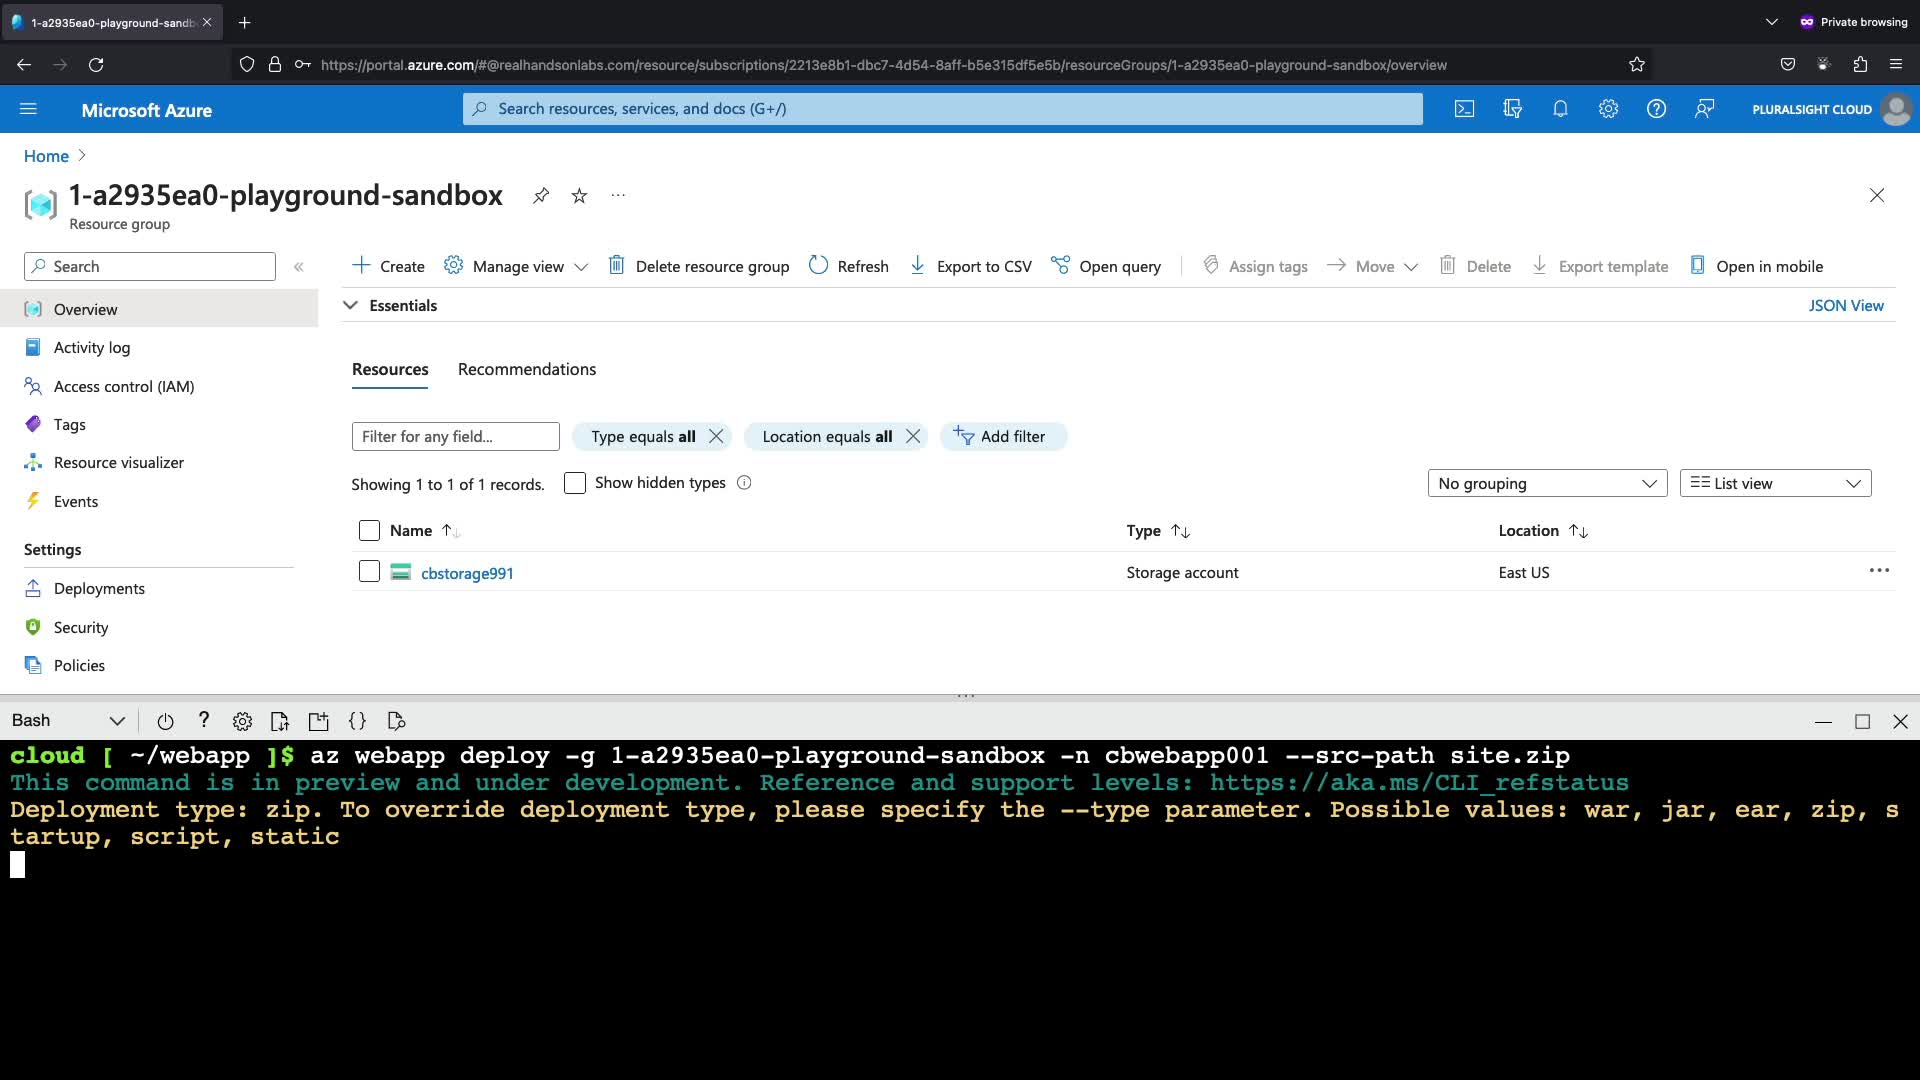 1-a2935ea0-playground-sandb
Private browsing
https://portal.azure.com/#@realhandsonlabs.com/resource/subscriptions/2213e8b1-dbc7-4d54-8aff-b5e315df5e5b/resourceGroups/1-a2935ea0-playground-sandbox/overview
Microsoft Azure
Search resources, services, and docs (G+/)
PLURALSIGHT CLOUD
Home
1-a2935ea0-playground-sandbox
Resource group
Search
Create
Manage view
Delete resource group
Refresh
Export to CSV
Open query
Assign tags
Move
Delete
Export template
Open in mobile
Overview
Activity log
Access control (IAM)
Tags
Resource visualizer
Events
Settings
Deployments
Security
Policies
Essentials
JSON View
Resources
Recommendations
Filter for any field...
Type equals all
Location equals all
Add filter
Showing 1 to 1 of 1 records.
Show hidden types
No grouping
List view
Name
Type
Location
cbstorage991
Storage account
East US
Bash
cloud [ ~/webapp ]$ az webapp deploy -g 1-a2935ea0-playground-sandbox -n cbwebapp001 --src-path site.zip
This command is in preview and under development. Reference and support levels: https://aka.ms/CLI_refstatus
Deployment type: zip. To override deployment type, please specify the --type parameter. Possible values: war, jar, ear, zip, s
tartup, script, static